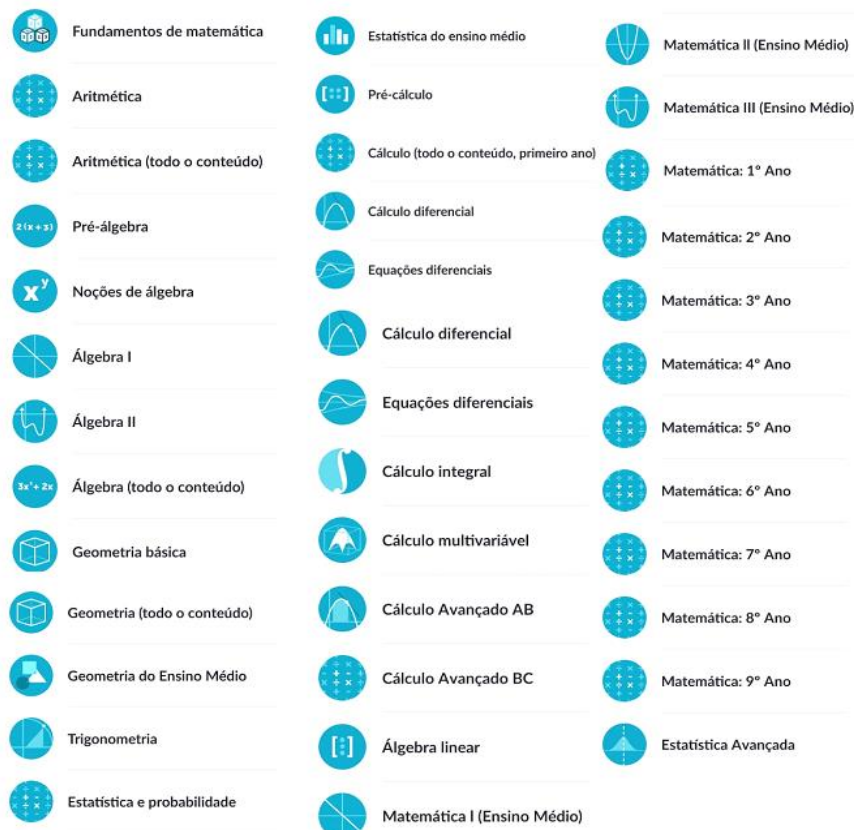 Fundamentos de matemática
Aritmética
Aritmética (todo o conteúdo)
2(x+3)
Pré-álgebra
x^y
Noções de álgebra
Álgebra I
Álgebra II
3x²+2x
Álgebra (todo o conteúdo)
Geometria básica
Geometria (todo o conteúdo)
Geometria do Ensino Médio
Trigonometria
Estatística e probabilidade
Estatística do ensino médio
Pré-cálculo
Cálculo (todo o conteúdo, primeiro ano)
Cálculo diferencial
Equações diferenciais
Cálculo diferencial
Equações diferenciais
Cálculo integral
Cálculo multivariável
Cálculo Avançado AB
Cálculo Avançado BC
Álgebra linear
Matemática I (Ensino Médio)
Matemática II (Ensino Médio)
Matemática III (Ensino Médio)
Matemática: 1º Ano
Matemática: 2º Ano
Matemática: 3º Ano
Matemática: 4º Ano
Matemática: 5º Ano
Matemática: 6º Ano
Matemática: 7º Ano
Matemática: 8º Ano
Matemática: 9º Ano
Estatística Avançada